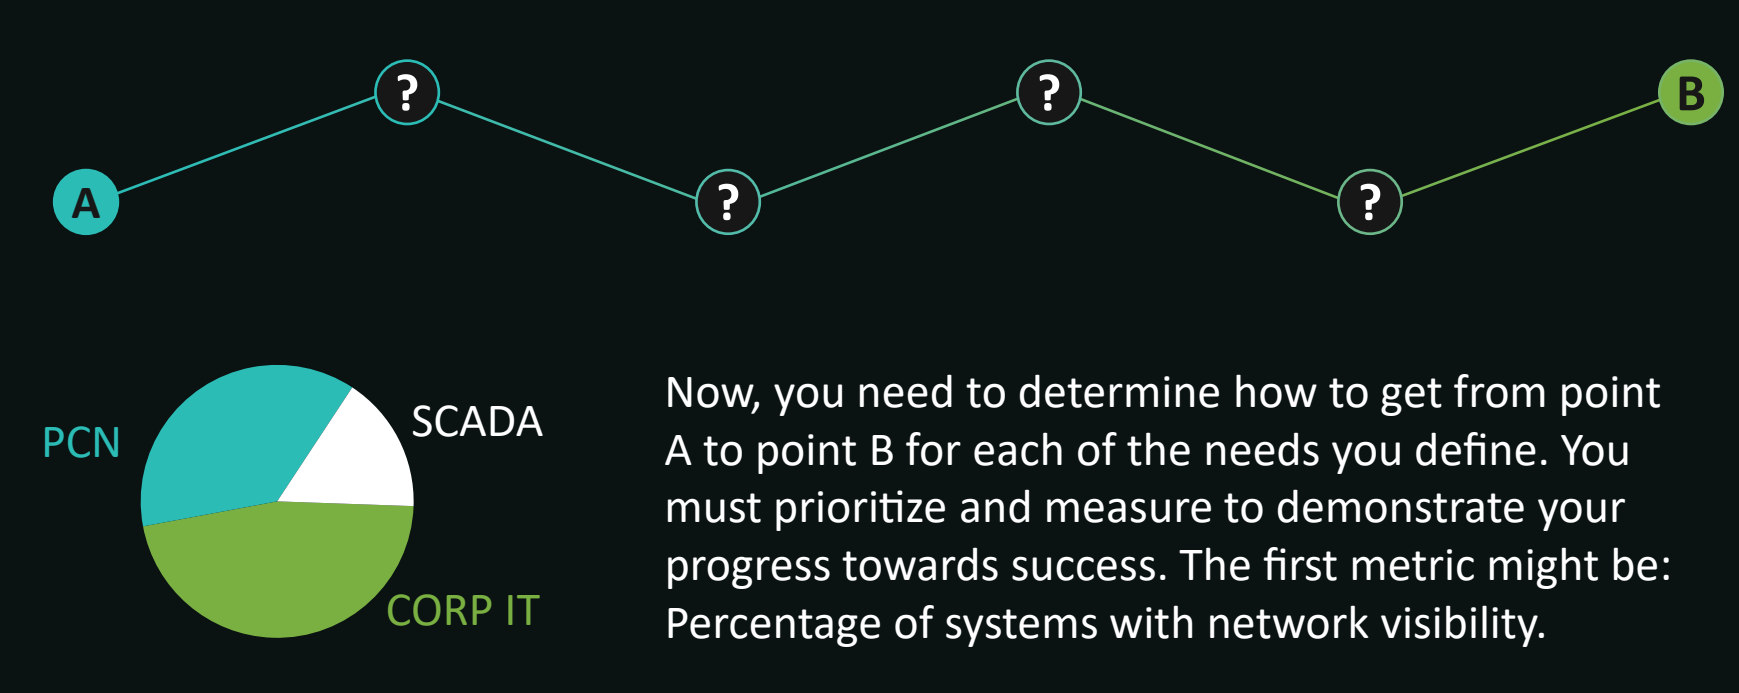 ?
?
B
A
?
?
PCN
SCADA
CORP IT
Now, you need to determine how to get from point
A to point B for each of the needs you define. You
must prioritize and measure to demonstrate your
progress towards success. The first metric might be:
Percentage of systems with network visibility.